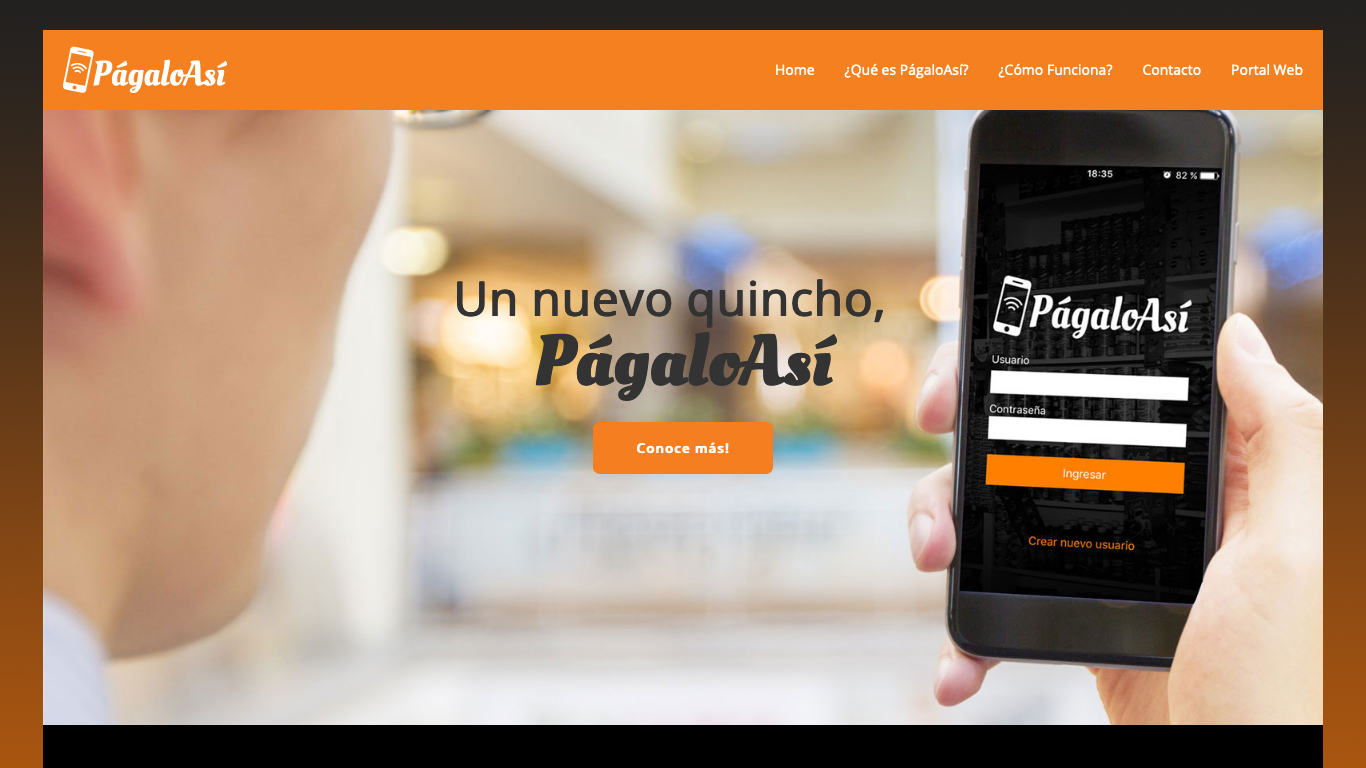 PágaloAsí
Home
¿Qué es PágaloAsí?
¿Cómo Funciona?
Contacto
Portal Web
18:35
82 %
Un nuevo quincho,
PágaloAsí
Conoce más!
PágaloAsí
Usuario
Contraseña
Ingresar
Crear nuevo usuario